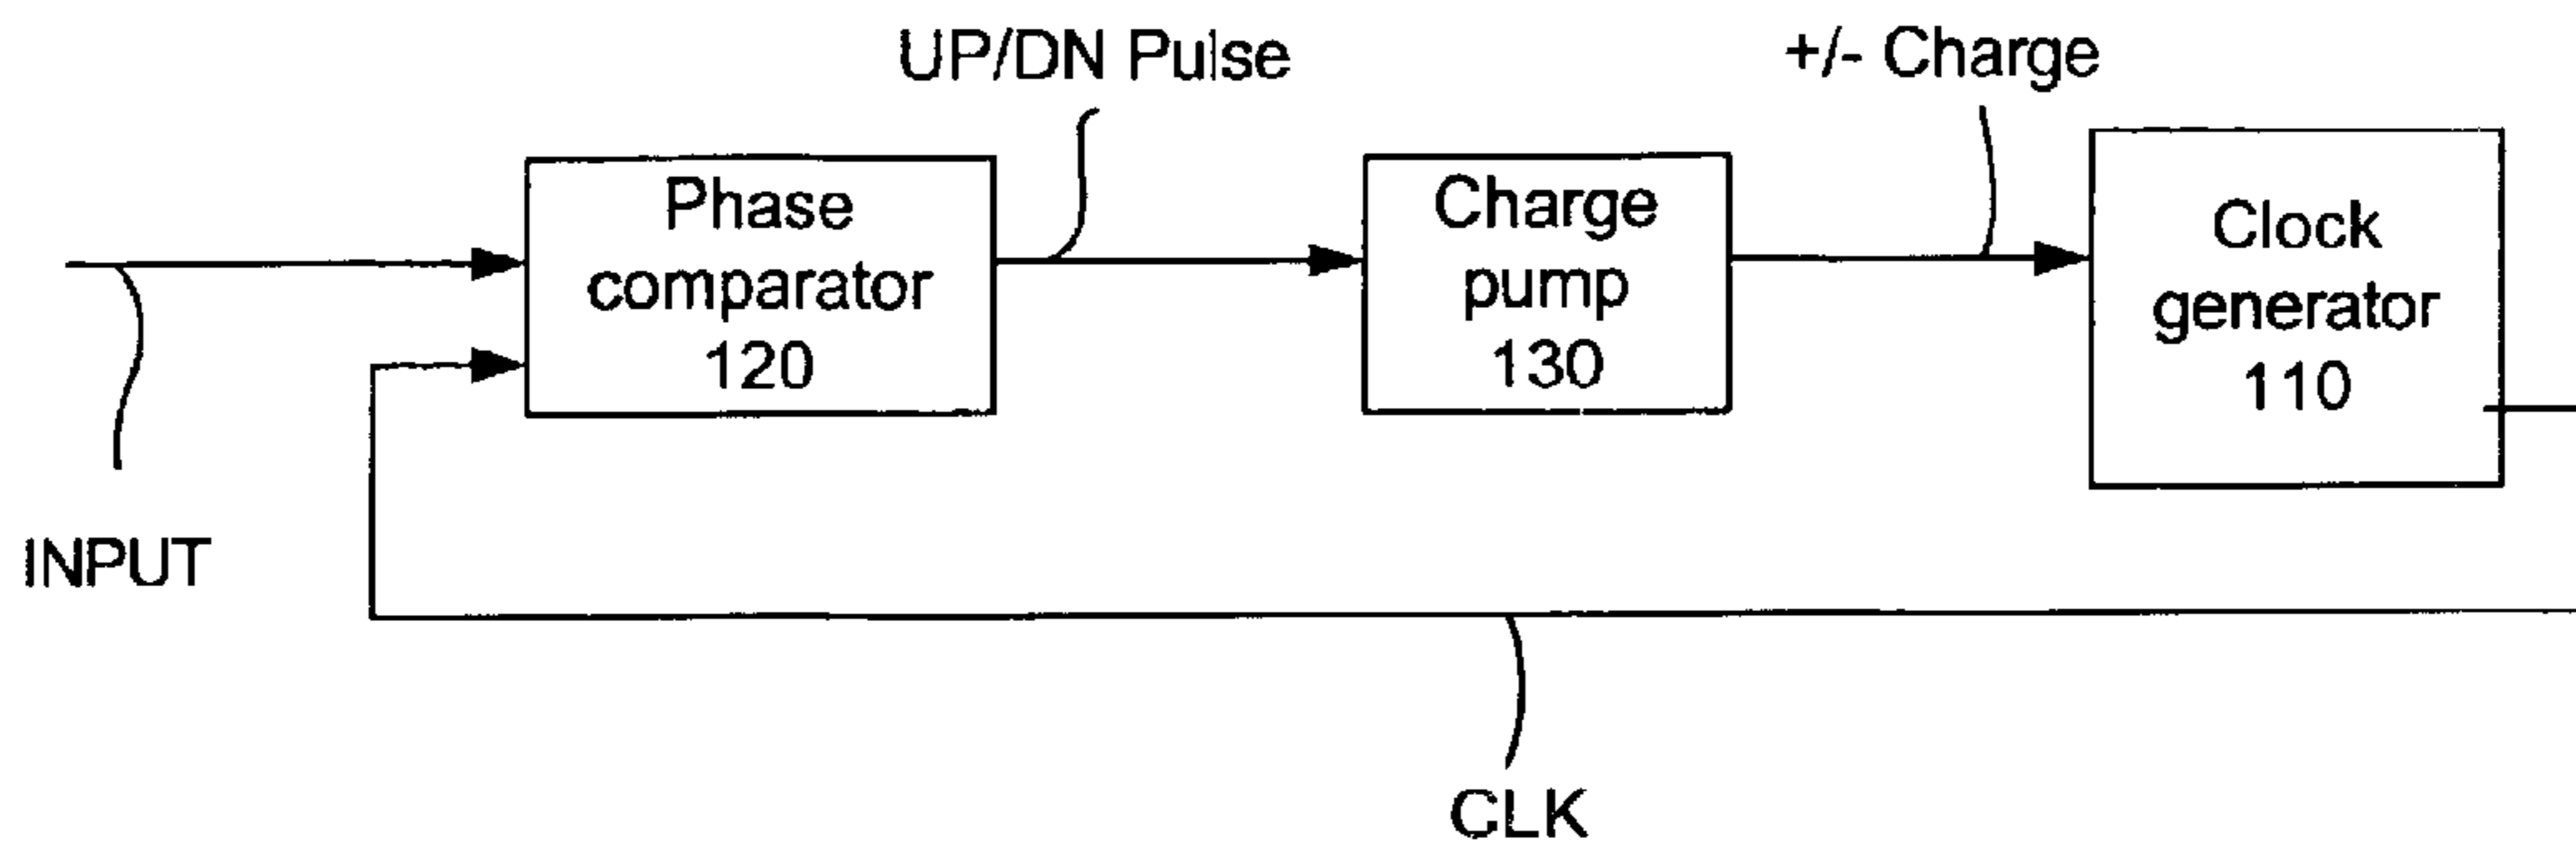 UP/DN Pulse
+/- Charge
Phase
comparator
120
Charge
pump
130
Clock
generator
110
INPUT
CLK